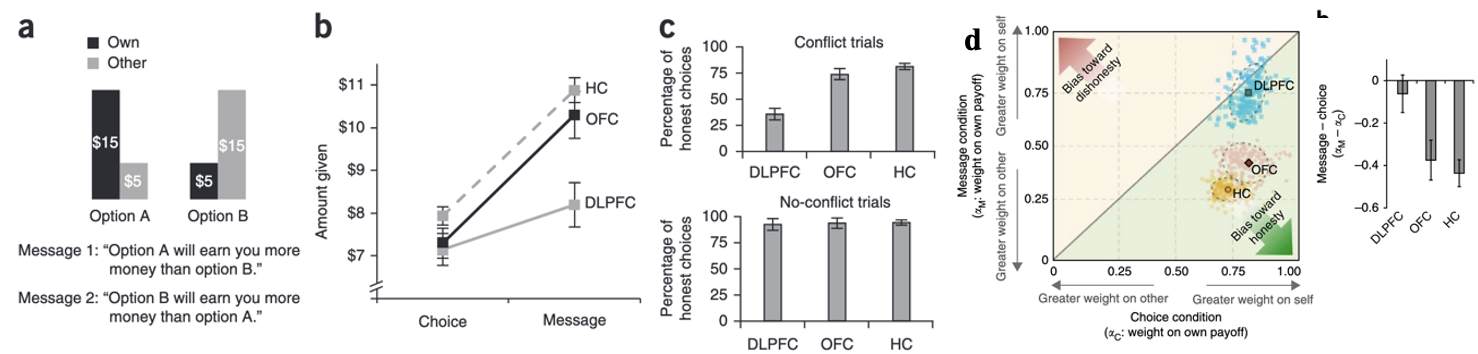 a
Own
Other
$15
$5
$5
$15
Option A
Option B
Message 1: “Option A will earn you more
money than option B.”
Message 2: “Option B will earn you more
money than option A.”
b
Amount given
$11
$10
$9
$8
$7
HC
OFC
DLPFC
Choice
Message
c
Conflict trials
Percentage of
honest choices
100
75
50
25
0
DLPFC
OFC
HC
No-conflict trials
Percentage of
honest choices
100
75
50
25
0
DLPFC
OFC
HC
d
Greater weight on self
Greater weight on other
Message condition
(αM: weight on own payoff)
1.00
0.75
0.50
0.25
0
Bias toward
dishonesty
DLPFC
OFC
HC
Bias toward
honesty
0
0.25
0.50
0.75
1.00
Greater weight on other
Greater weight on self
Choice condition
(αC: weight on own payoff)
Message – choice
(αM – αC)
0
–0.2
–0.4
–0.6
DLPFC
OFC
HC